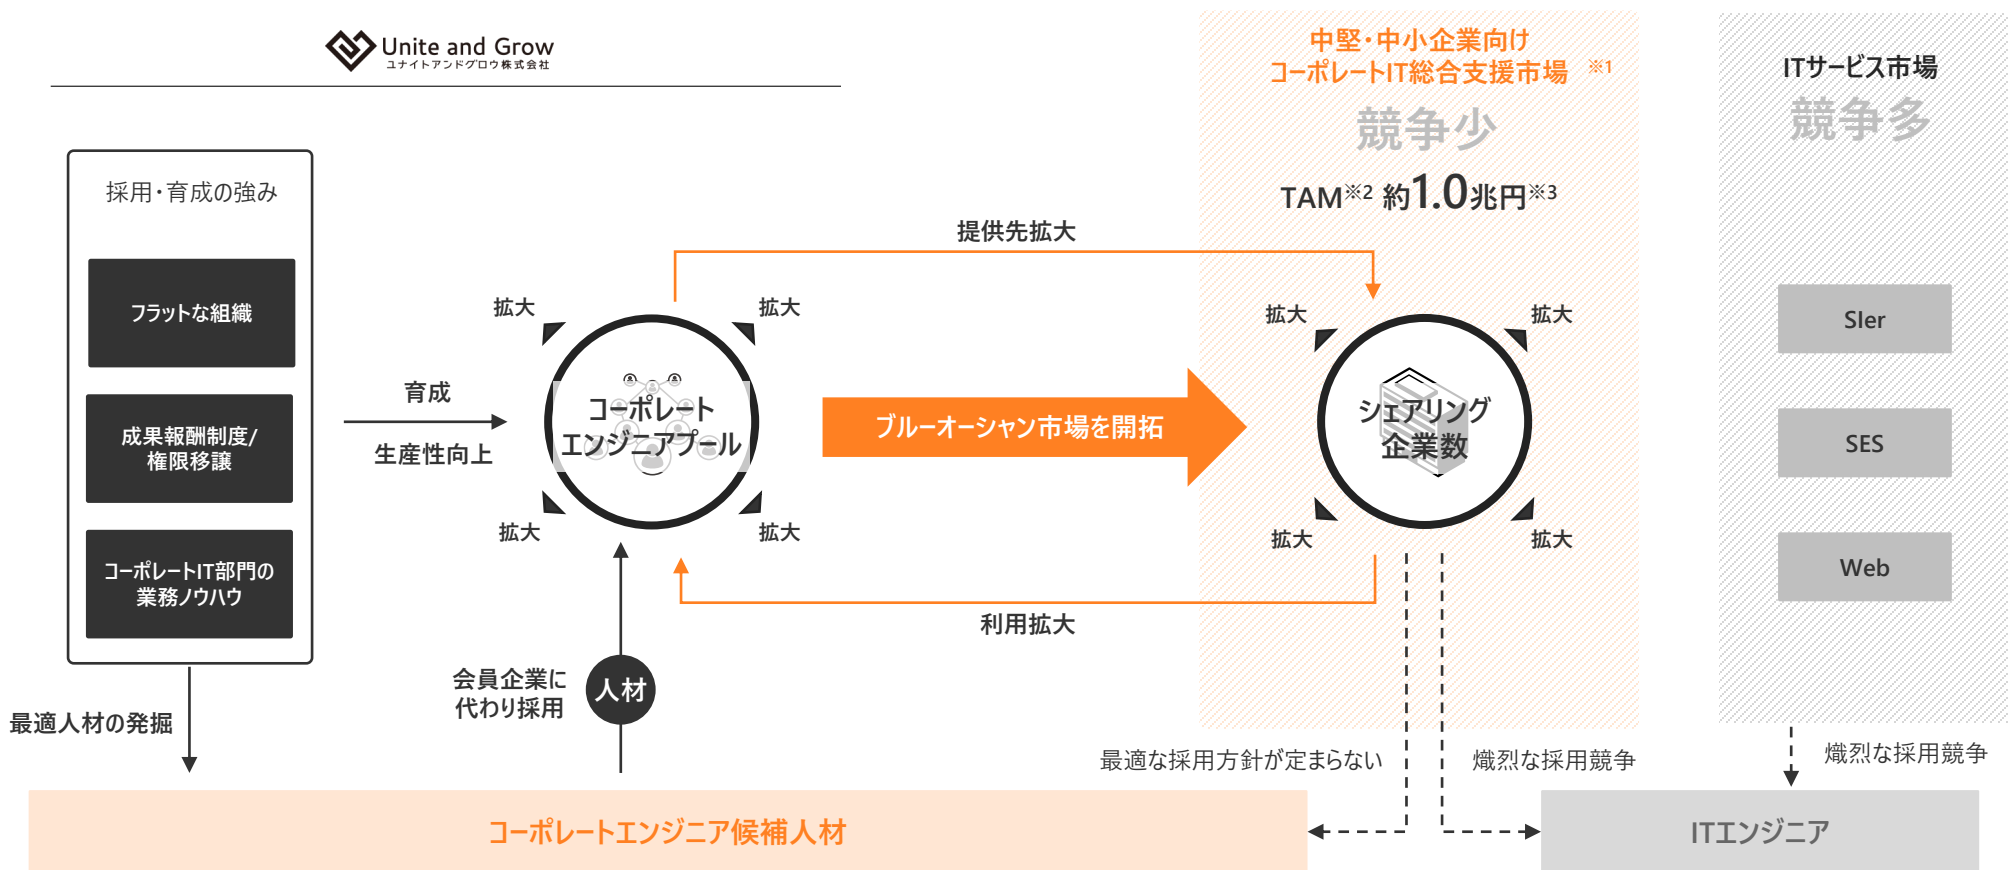 Unite and Grow
ユナイトアンドグロウ株式会社
採用・育成の強み
フラットな組織
成果報酬制度/
権限移譲
コーポレートIT部門の
業務ノウハウ
最適人材の発掘
育成
生産性向上
拡大
拡大
コーポレート
エンジニアプール
拡大
拡大
会員企業に
代わり採用
人材
提供先拡大
ブルーオーシャン市場を開拓
利用拡大
中堅・中小企業向け
コーポレートIT総合支援市場 ※1
競争少
TAM※2 約1.0兆円※3
拡大
拡大
シェアリング
企業数
拡大
拡大
最適な採用方針が定まらない
熾烈な採用競争
ITサービス市場
競争多
SIer
SES
Web
熾烈な採用競争
コーポレートエンジニア候補人材
ITエンジニア